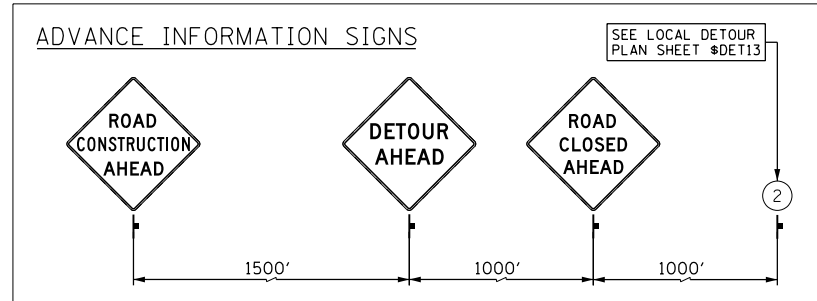 ADVANCE INFORMATION SIGNS
SEE LOCAL DETOUR
PLAN SHEET $DET13
ROAD
CONSTRUCTION
AHEAD
DETOUR
AHEAD
ROAD
CLOSED
AHEAD
2
1500'
1000'
1000'